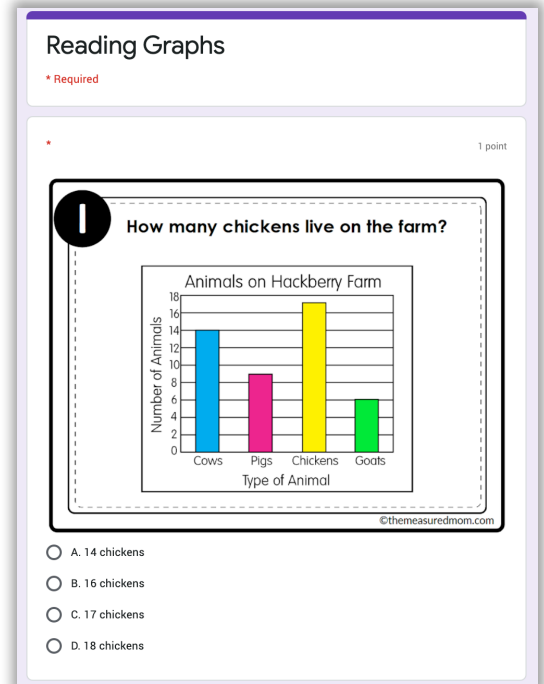 Reading Graphs
* Required
*
1 point
1
How many chickens live on the farm?
Animals on Hackberry Farm
Number of Animals
18
16
14
12
10
8
6
4
2
0
Cows Pigs Chickens Goats
Type of Animal
©themeasuredmom.com
A. 14 chickens
B. 16 chickens
C. 17 chickens
D. 18 chickens